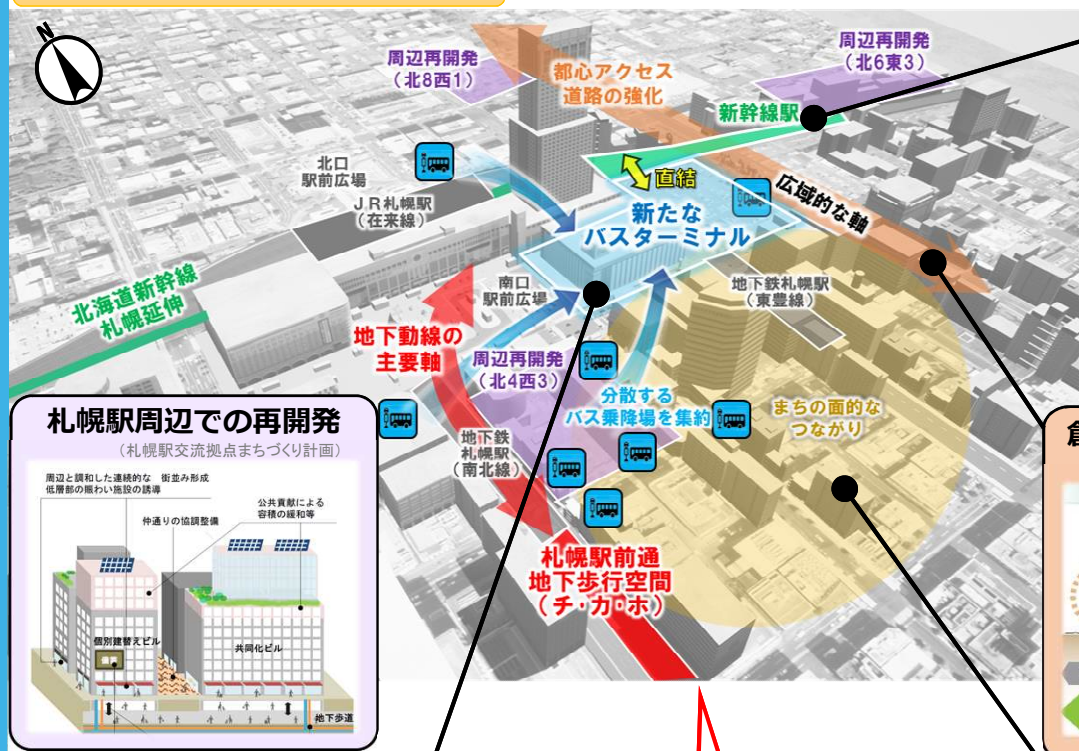 N
周辺再開発
（北8西1）
都心アクセス
道路の強化
周辺再開発
（北6東3）
新幹線駅
北口
駅前広場
JR札幌駅
（在来線）
直結
新たな
バスターミナル
広域的な軸
南口
駅前広場
地下鉄札幌駅
（東豊線）
北海道新幹線
札幌延伸
地下動線の
主要軸
周辺再開発
（北4西3）
分散する
バス乗降場を集約
まちの面的な
つながり
地下鉄
札幌駅
（南北線）
札幌駅前通
地下歩行空間
（チ・カ・ホ）
札幌駅周辺での再開発
（札幌駅交流拠点まちづくり計画）
周辺と調和した連続的な 街並み形成
低層部の賑わい施設の誘導
公共貢献による
容積の緩和等
仲通りの協調整備
個別建替えビル
共同化ビル
地下歩道
創